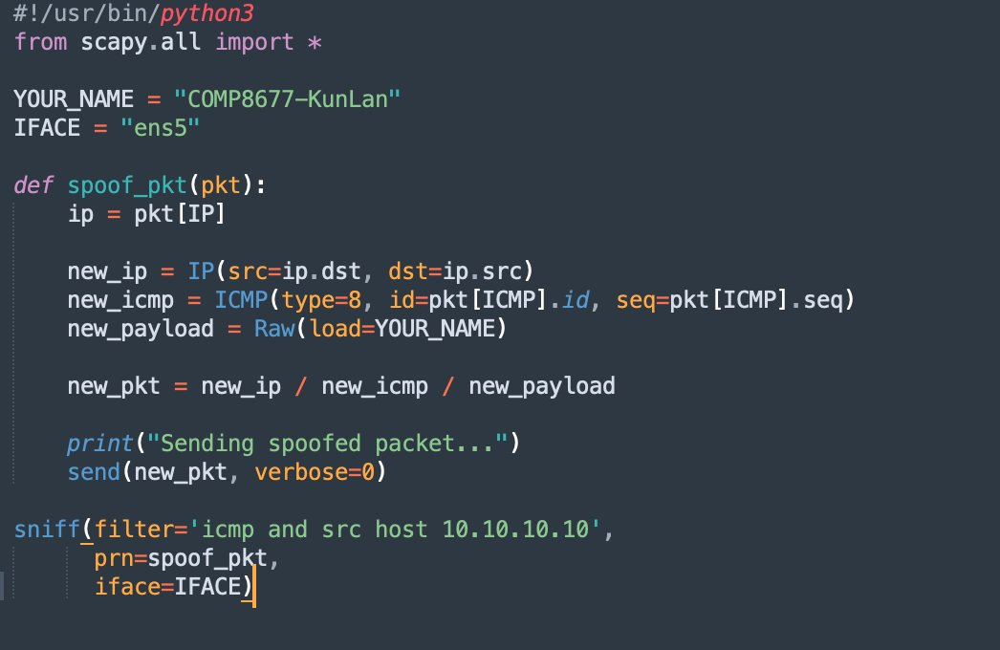 #!/usr/bin/python3
from scapy.all import *
YOUR_NAME = "COMP8677-KunLan"
IFACE = "ens5"
def spoof_pkt(pkt):
    ip = pkt[IP]
    new_ip = IP(src=ip.dst, dst=ip.src)
    new_icmp = ICMP(type=8, id=pkt[ICMP].id, seq=pkt[ICMP].seq)
    new_payload = Raw(load=YOUR_NAME)
    new_pkt = new_ip / new_icmp / new_payload
    print("Sending spoofed packet...")
    send(new_pkt, verbose=0)
sniff(filter='icmp and src host 10.10.10.10',
      prn=spoof_pkt,
      iface=IFACE)